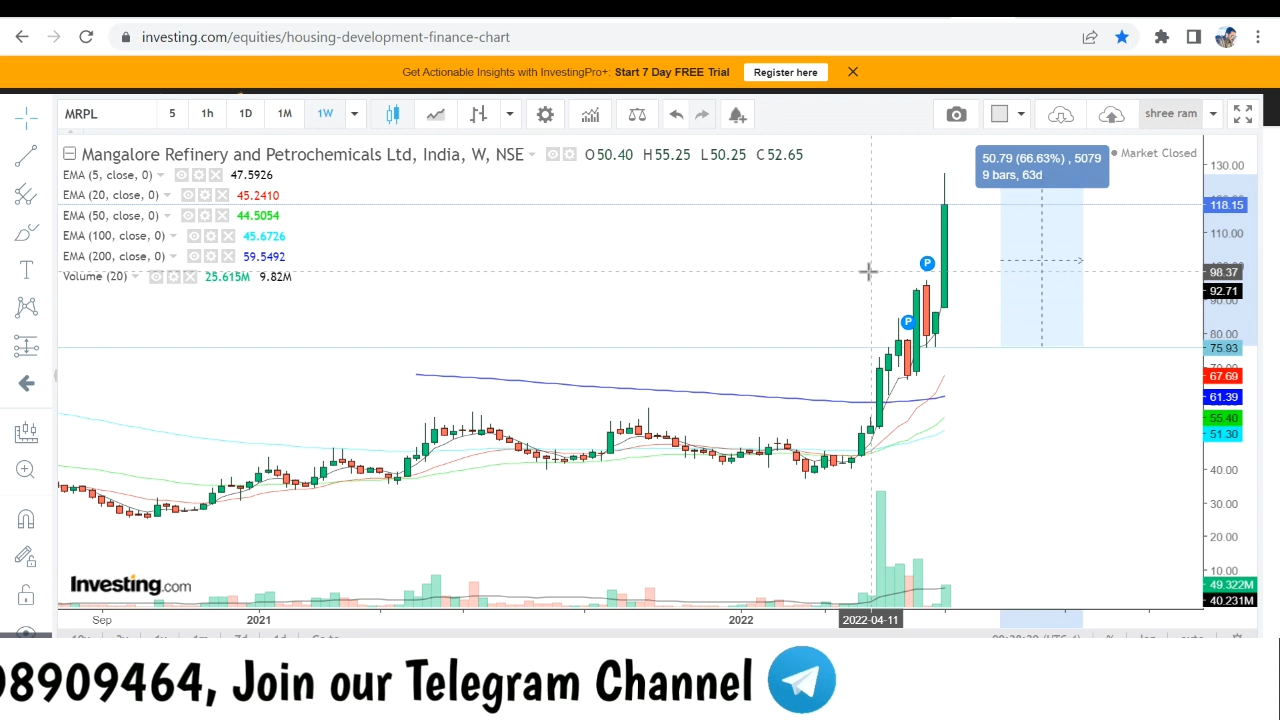 investing.com/equities/housing-development-finance-chart
Get Actionable Insights with InvestingPro+: Start 7 Day FREE Trial
Register here
MRPL 5 1h 1D 1M 1W shree ram
Mangalore Refinery and Petrochemicals Ltd, India, W, NSE O50.40 H55.25 L50.25 C52.65
Market Closed
50.79 (66.63%) , 5079
9 bars, 63d
EMA (5, close, 0) 47.5926
EMA (20, close, 0) 45.2410
EMA (50, close, 0) 44.5054
EMA (100, close, 0) 45.6726
EMA (200, close, 0) 59.5492
Volume (20) 25.615M 9.82M
P
P
130.00
118.15
110.00
98.37
92.71
90.00
80.00
75.93
67.69
61.39
55.40
51.30
40.00
30.00
20.00
10.00
49.322M
40.231M
Investing.com
Sep 2021 2022 2022-04-11
08909464, Join our Telegram Channel